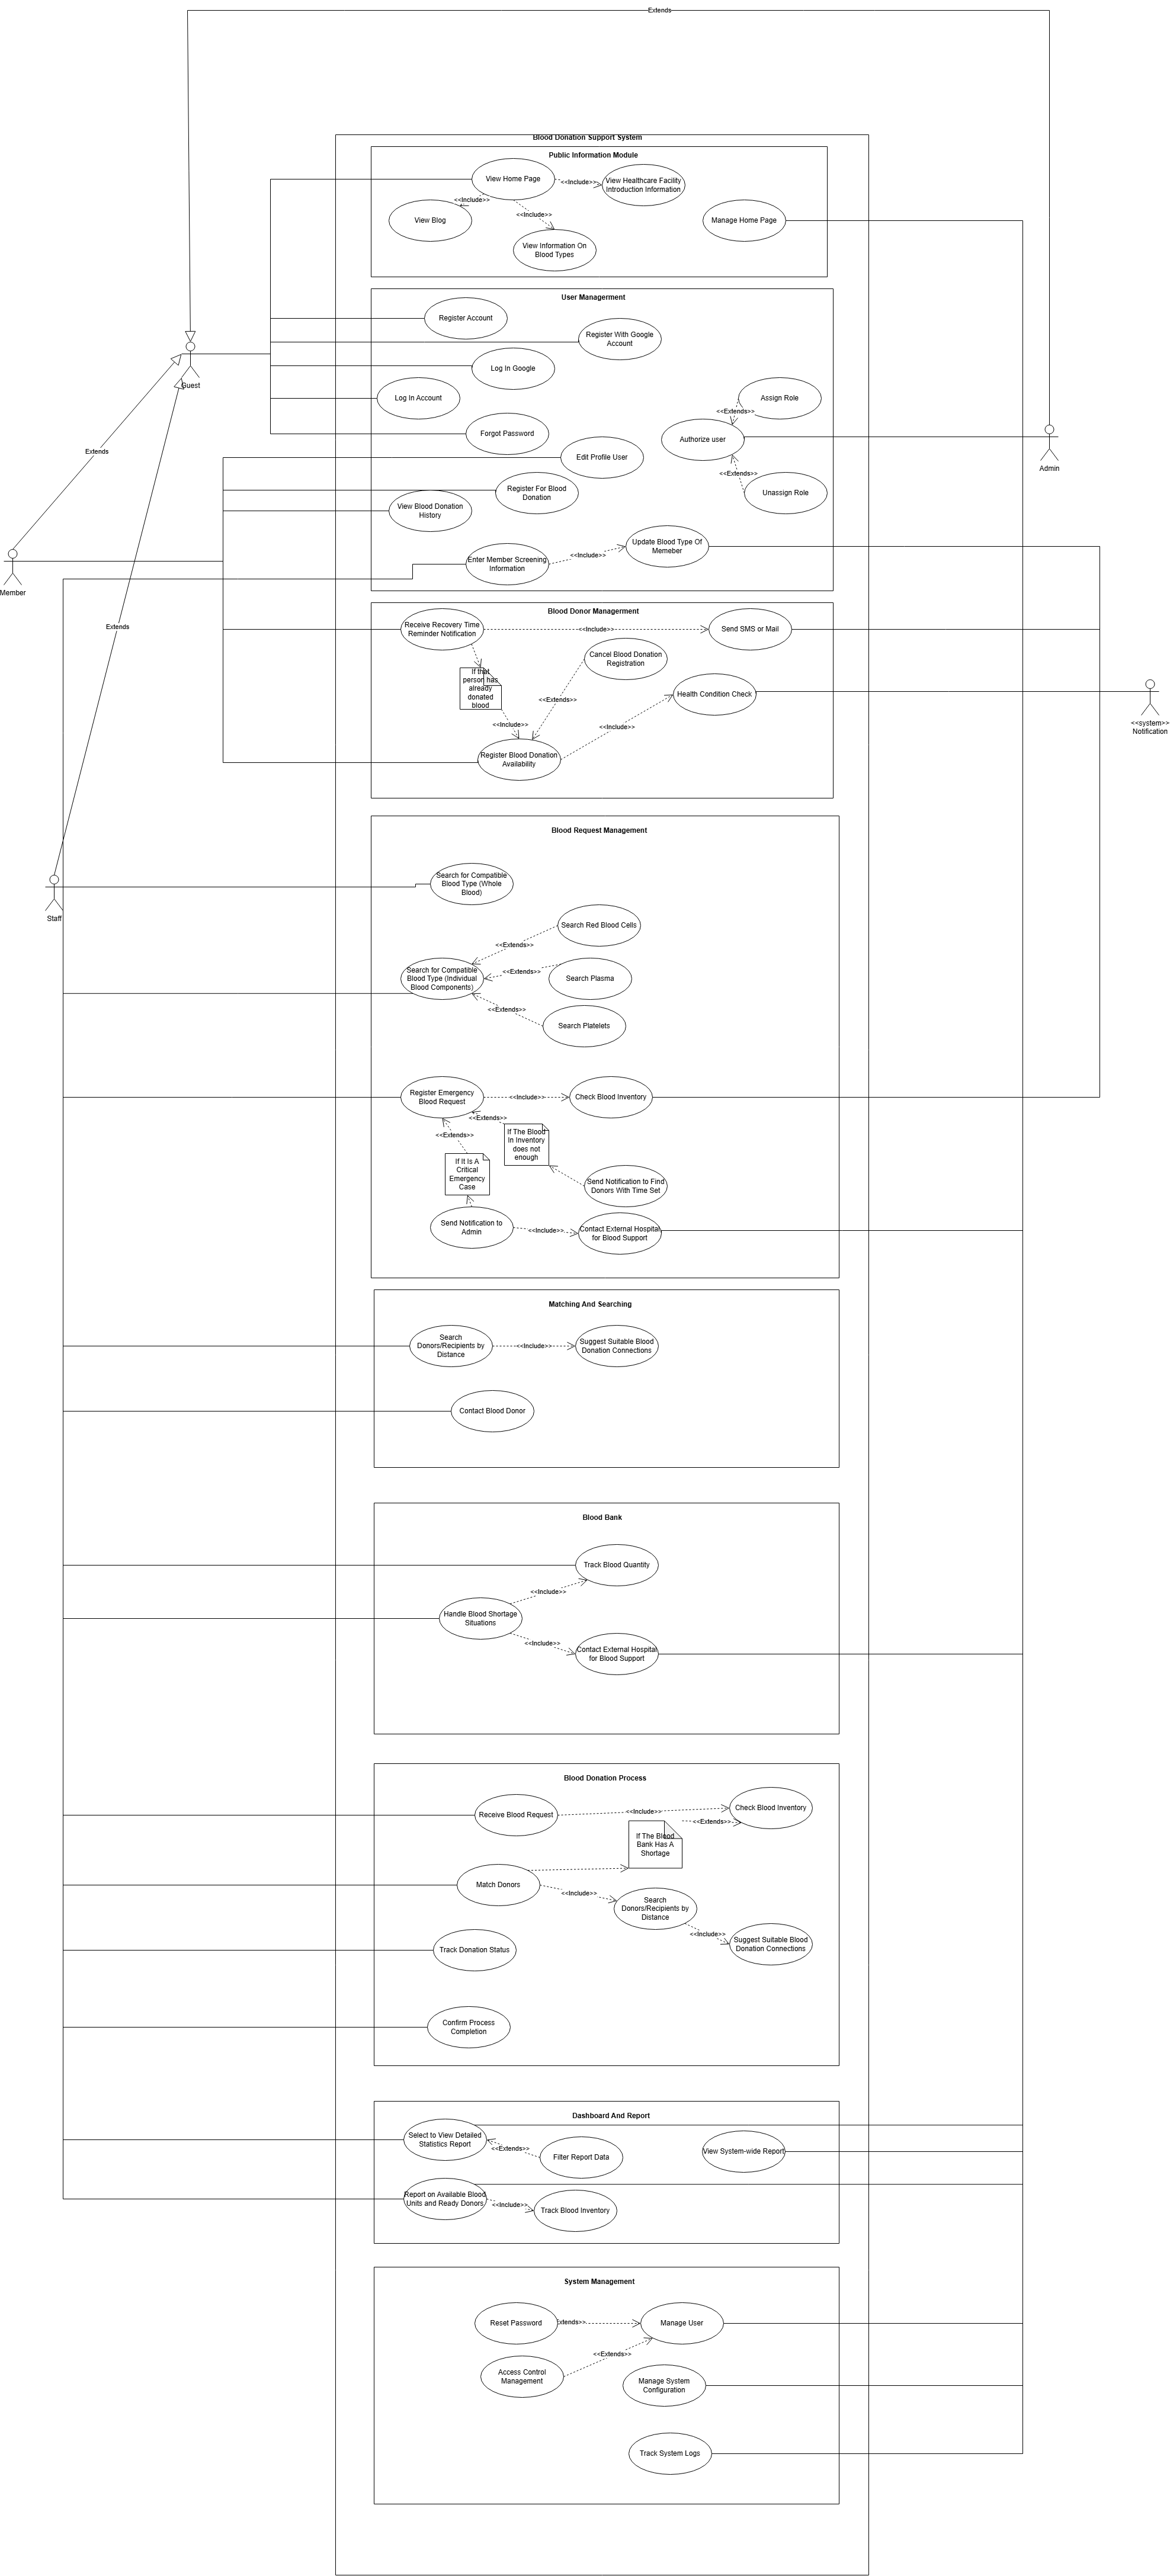 Extends
Blood Donation Support System
Public Information Module
View Home Page
<<Include>>
View Healthcare Facility
Introduction Information
<<Include>>
View Blog
<<Include>>
Manage Home Page
View Information On
Blood Types
User Managerment
Register Account
Register With Google
Account
Log In Google
Guest
Log In Account
Assign Role
<<Extends>>
Forgot Password
Authorize user
Extends
Edit Profile User
Admin
<<Extends>>
Register For Blood
Donation
Unassign Role
View Blood Donation
History
Update Blood Type Of
Memeber
<<Include>>
Enter Member Screening
Information
Member
Blood Donor Managerment
Extends
Receive Recovery Time
Reminder Notification
<<Include>>
Send SMS or Mail
Cancel Blood Donation
Registration
If that
person has
already
donated
blood
<<Extends>>
Health Condition Check
<<Include>>
<<Include>>
<<system>>
Notification
Register Blood Donation
Availability
Blood Request Management
Search for Compatible
Blood Type (Whole
Blood)
Staff
Search Red Blood Cells
<<Extends>>
Search for Compatible
Blood Type (Individual
Blood Components)
<<Extends>>
Search Plasma
<<Extends>>
Search Platelets
Register Emergency
Blood Request
<<Include>>
Check Blood Inventory
<<Extends>>
<<Extends>>
If The Blood
In Inventory
does not
enough
If It Is A
Critical
Emergency
Case
Send Notification to Find
Donors With Time Set
Send Notification to
Admin
<<Include>>
Contact External Hospital
for Blood Support
Matching And Searching
Search
Donors/Recipients by
Distance
<<Include>>
Suggest Suitable Blood
Donation Connections
Contact Blood Donor
Blood Bank
Track Blood Quantity
<<Include>>
Handle Blood Shortage
Situations
<<Include>>
Contact External Hospital
for Blood Support
Blood Donation Process
Receive Blood Request
<<Include>>
Check Blood Inventory
<<Extends>>
If The Blood
Bank Has A
Shortage
Match Donors
<<Include>>
Search
Donors/Recipients by
Distance
<<Include>>
Suggest Suitable Blood
Donation Connections
Track Donation Status
Confirm Process
Completion
Dashboard And Report
Select to View Detailed
Statistics Report
<<Extends>>
Filter Report Data
View System-wide Report
Report on Available Blood
Units and Ready Donors
<<Include>>
Track Blood Inventory
System Management
Reset Password
Extends>>
Manage User
<<Extends>>
Access Control
Management
Manage System
Configuration
Track System Logs